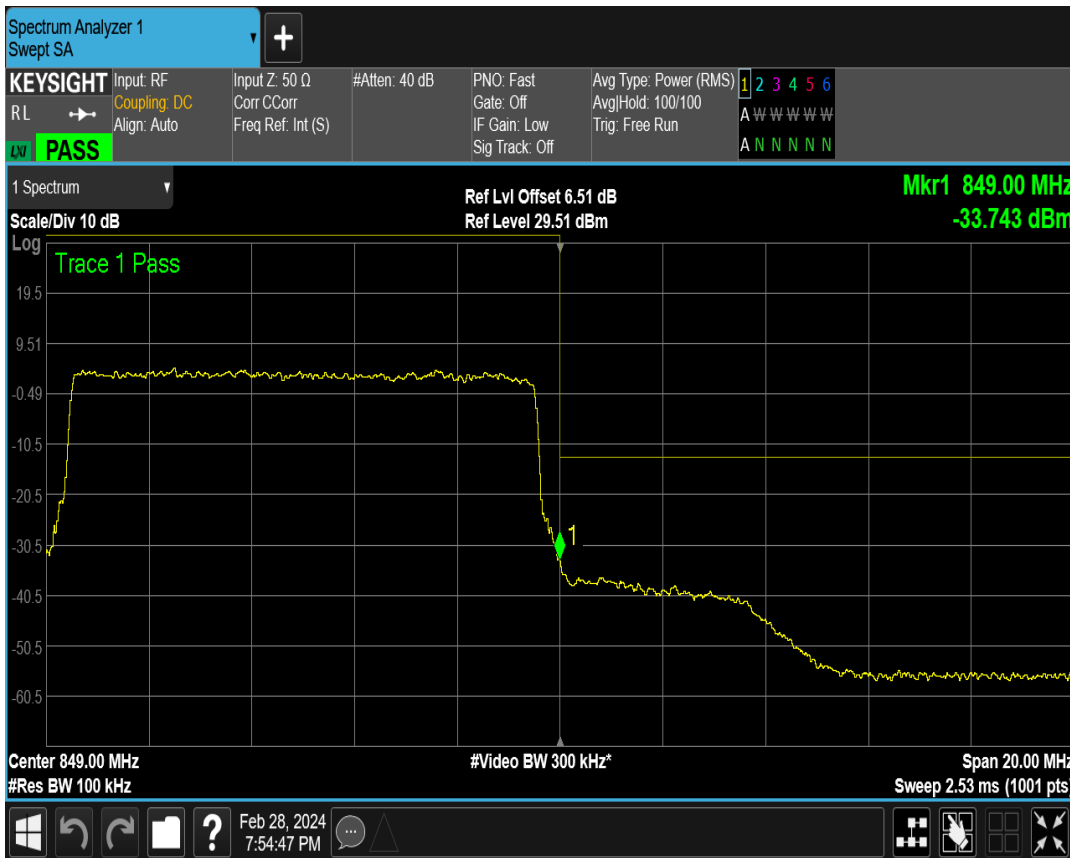 Spectrum Analyzer 1
Swept SA
+
KEYSIGHT
RL
LXI PASS
Input: RF
Coupling: DC
Align: Auto
Input Z: 50 Ω
Corr CCorr
Freq Ref: Int (S)
#Atten: 40 dB
PNO: Fast
Gate: Off
IF Gain: Low
Sig Track: Off
Avg Type: Power (RMS)
Avg|Hold: 100/100
Trig: Free Run
1 2 3 4 5 6
A W W W W W
A N N N N N
1 Spectrum
Scale/Div 10 dB
Ref Lvl Offset 6.51 dB
Ref Level 29.51 dBm
Mkr1 849.00 MHz
-33.743 dBm
Log
Trace 1 Pass
19.5
9.51
-0.49
-10.5
-20.5
-30.5
-40.5
-50.5
-60.5
1
Center 849.00 MHz
#Res BW 100 kHz
#Video BW 300 kHz*
Span 20.00 MHz
Sweep 2.53 ms (1001 pts)
?
Feb 28, 2024
7:54:47 PM